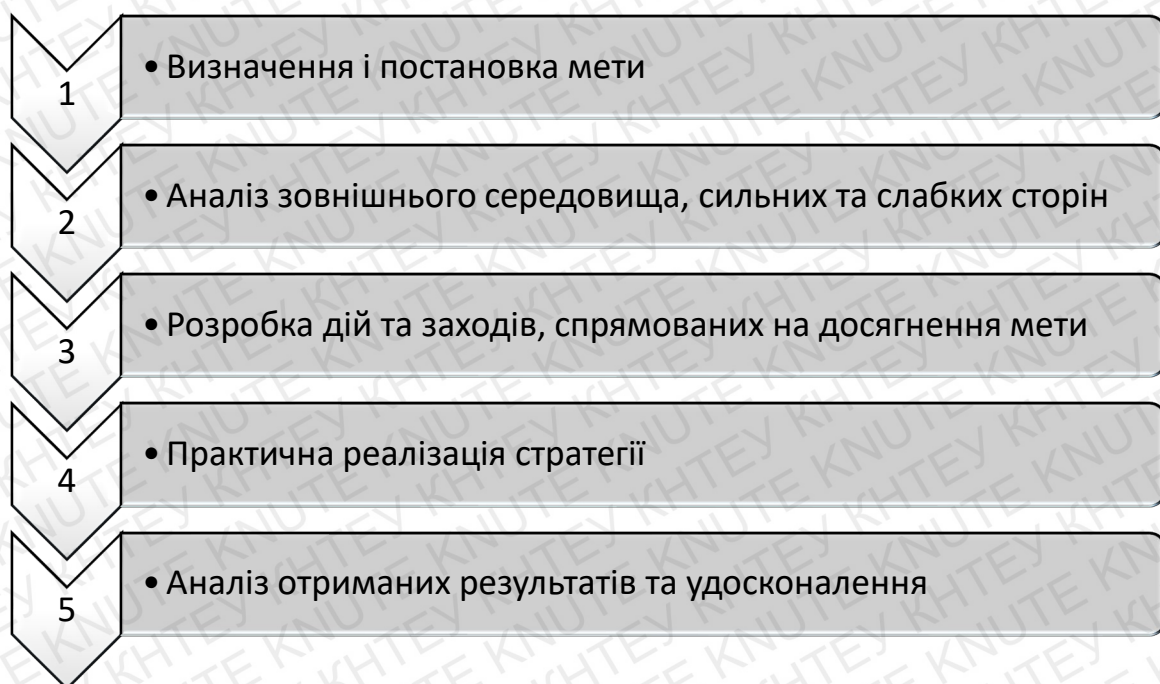 1
• Визначення і постановка мети
2
• Аналіз зовнішнього середовища, сильних та слабких сторін
3
• Розробка дій та заходів, спрямованих на досягнення мети
4
• Практична реалізація стратегії
5
• Аналіз отриманих результатів та удосконалення